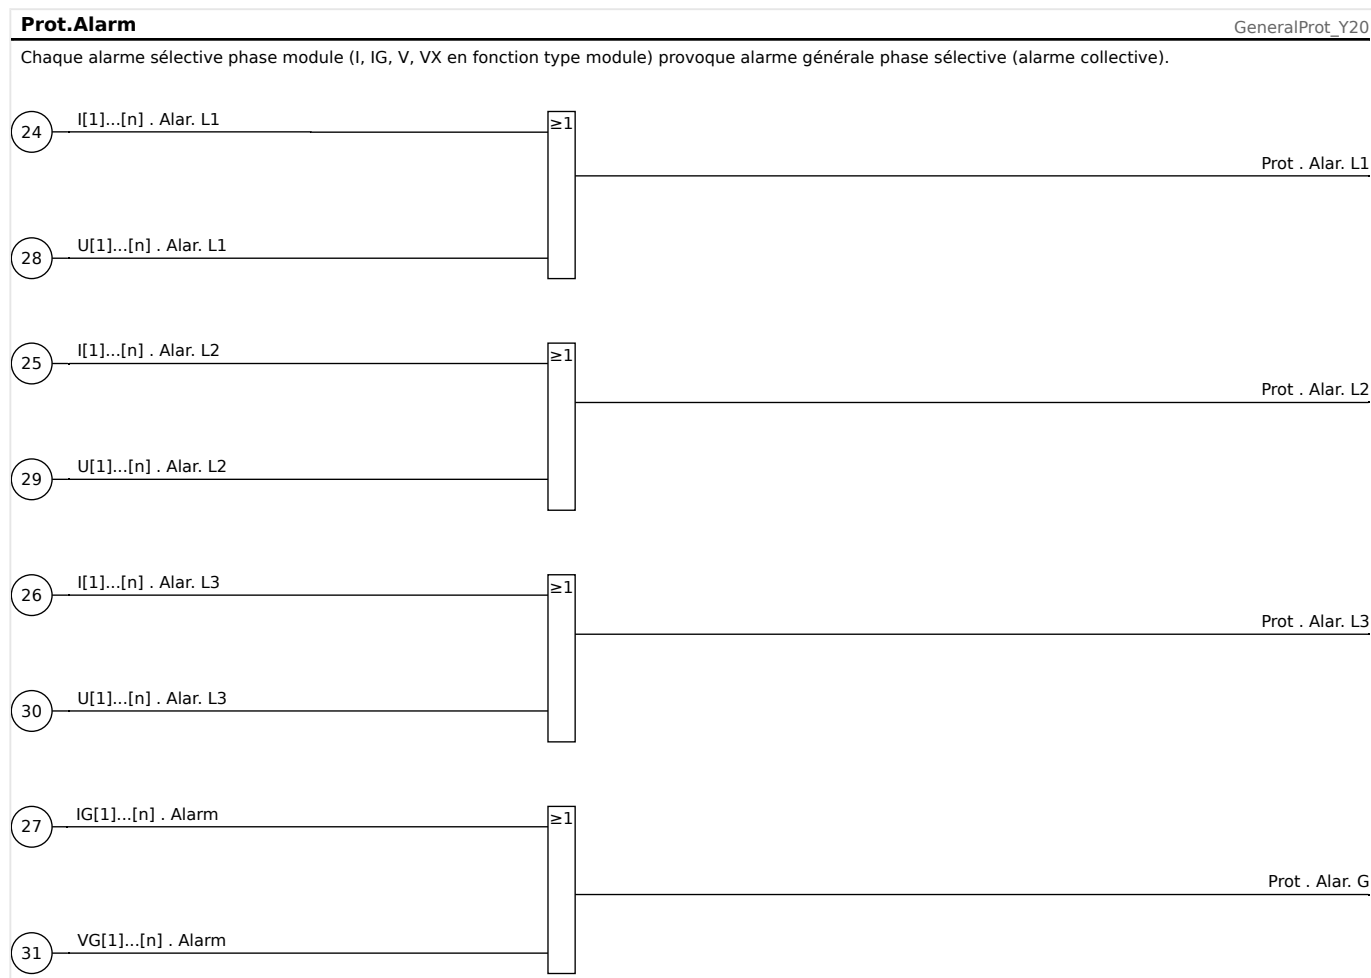 Prot.Alarm
GeneralProt_Y20
Chaque alarme sélective phase module (I, IG, V, VX en fonction type module) provoque alarme générale phase sélective (alarme collective).
24
I[1]...[n] . Alar. L1
≥1
Prot . Alar. L1
28
U[1]...[n] . Alar. L1
25
I[1]...[n] . Alar. L2
≥1
Prot . Alar. L2
29
U[1]...[n] . Alar. L2
26
I[1]...[n] . Alar. L3
≥1
Prot . Alar. L3
30
U[1]...[n] . Alar. L3
27
IG[1]...[n] . Alarm
≥1
Prot . Alar. G
31
VG[1]...[n] . Alarm